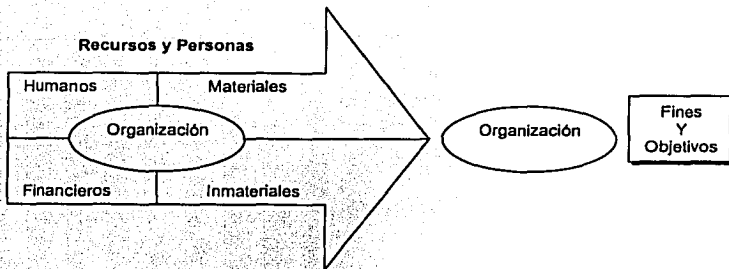 Recursos y Personas
Humanos
Materiales
Organización
Financieros
Inmateriales
Organización
Fines
Y
Objetivos